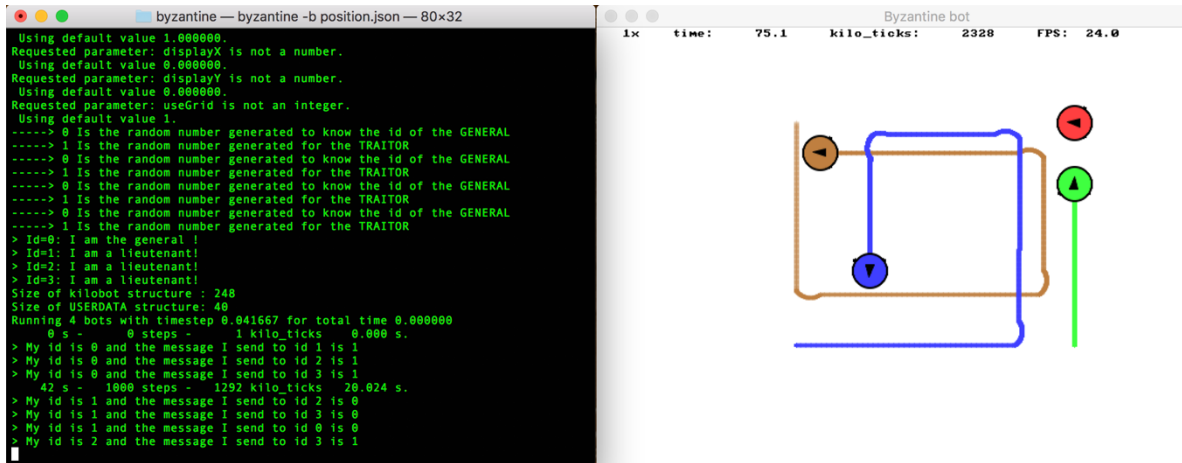 byzantine — byzantine -b position.json — 80×32
Using default value 1.000000.
Requested parameter: displayX is not a number.
Using default value 0.000000.
Requested parameter: displayY is not a number.
Using default value 0.000000.
Requested parameter: useGrid is not an integer.
Using default value 1.
-----> 0 Is the random number generated to know the id of the GENERAL
-----> 1 Is the random number generated for the TRAITOR
-----> 0 Is the random number generated to know the id of the GENERAL
-----> 1 Is the random number generated for the TRAITOR
-----> 0 Is the random number generated to know the id of the GENERAL
-----> 1 Is the random number generated for the TRAITOR
-----> 0 Is the random number generated to know the id of the GENERAL
-----> 1 Is the random number generated for the TRAITOR
> Id=0: I am the general !
> Id=1: I am a lieutenant!
> Id=2: I am a lieutenant!
> Id=3: I am a lieutenant!
Size of kilobot structure : 248
Size of USERDATA structure: 40
Running 4 bots with timestep 0.041667 for total time 0.000000
0 s - 0 steps - 1 kilo_ticks 0.000 s.
> My id is 0 and the message I send to id 1 is 1
> My id is 0 and the message I send to id 2 is 1
> My id is 0 and the message I send to id 3 is 1
42 s - 1000 steps - 1292 kilo_ticks 20.024 s.
> My id is 1 and the message I send to id 2 is 0
> My id is 1 and the message I send to id 3 is 0
> My id is 1 and the message I send to id 0 is 0
> My id is 2 and the message I send to id 3 is 1
Byzantine bot
1x time: 75.1 kilo_ticks: 2328 FPS: 24.0